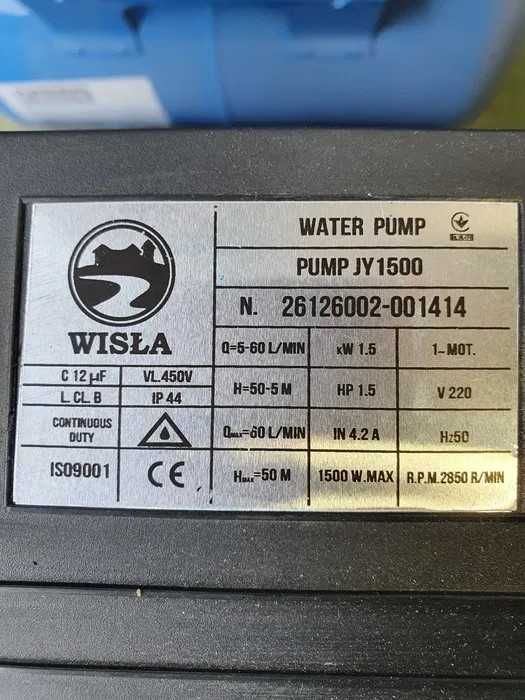 WATER PUMP
PUMP JY1500
N. 26126002-001414
WISŁA
Q=5-60 L/MIN kW 1.5 1~MOT.
C 12 µF VL.450V
H=50-5 M HP 1.5 V 220
L. CL B IP 44
CONTINUOUS
DUTY
Qmax=60 L/MIN IN 4.2 A Hz50
ISO9001 CE Hmax=50 M 1500 W.MAX R.P.M.2850 R/MIN